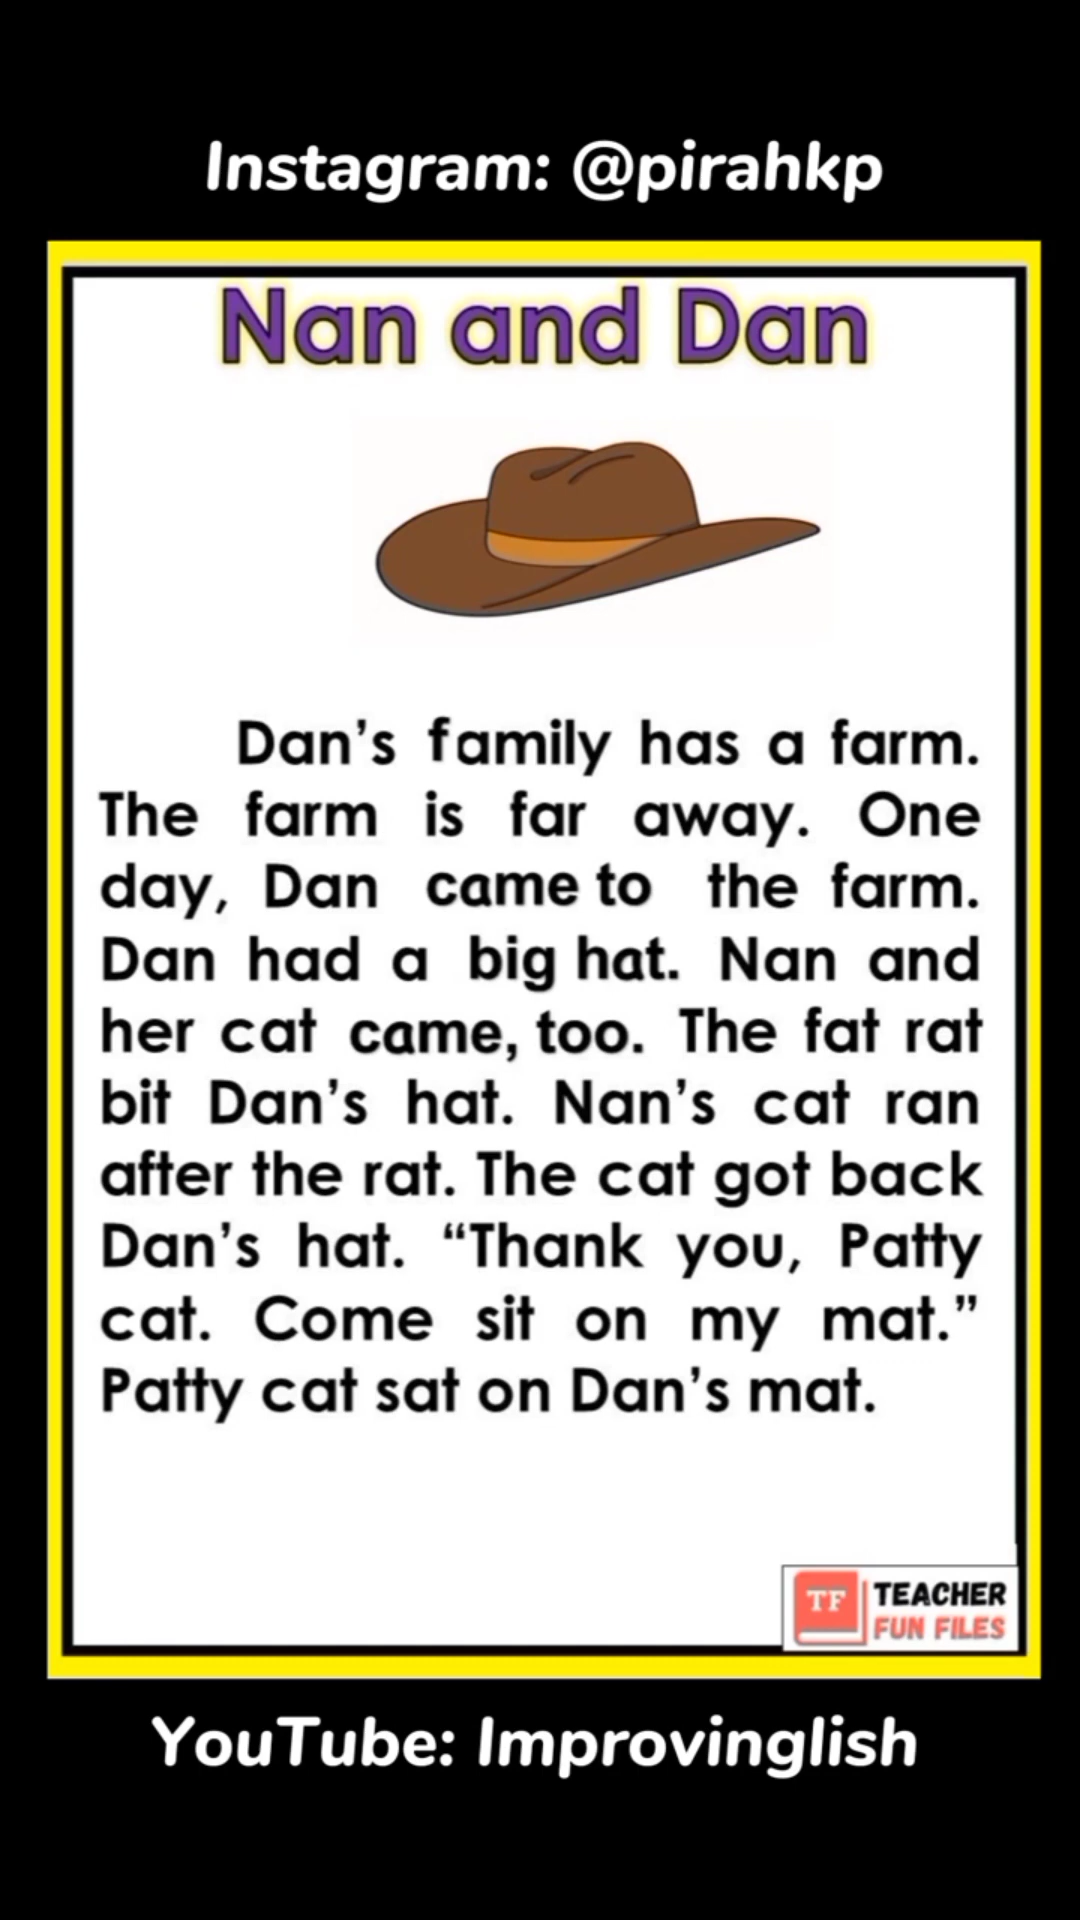 Instagram: @pirahkp
Nan and Dan
Dan’s family has a farm.
The farm is far away. One
day, Dan came to the farm.
Dan had a big hat. Nan and
her cat came, too. The fat rat
bit Dan’s hat. Nan’s cat ran
after the rat. The cat got back
Dan’s hat. “Thank you, Patty
cat. Come sit on my mat.”
Patty cat sat on Dan’s mat.
TF
TEACHER
FUN FILES
YouTube: Improvinglish